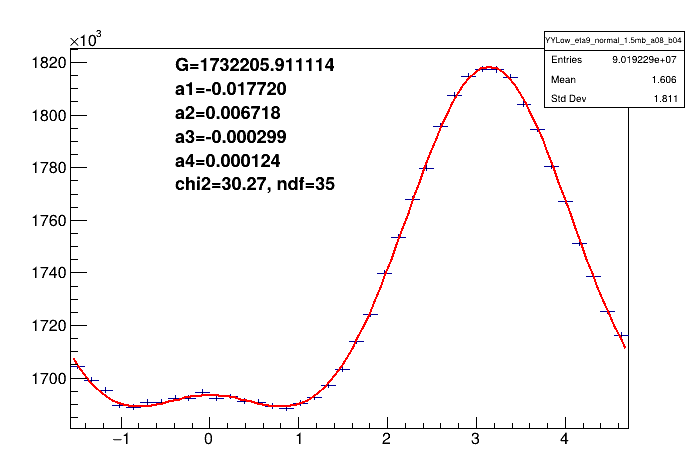 ×10³
YYLow_eta9_normal_1.5mb_a08_b04
Entries 9.019229e+07
Mean 1.606
Std Dev 1.811
G=1732205.911114
a1=-0.017720
a2=0.006718
a3=-0.000299
a4=0.000124
chi2=30.27, ndf=35
1820
1800
1780
1760
1740
1720
1700
−1 0 1 2 3 4